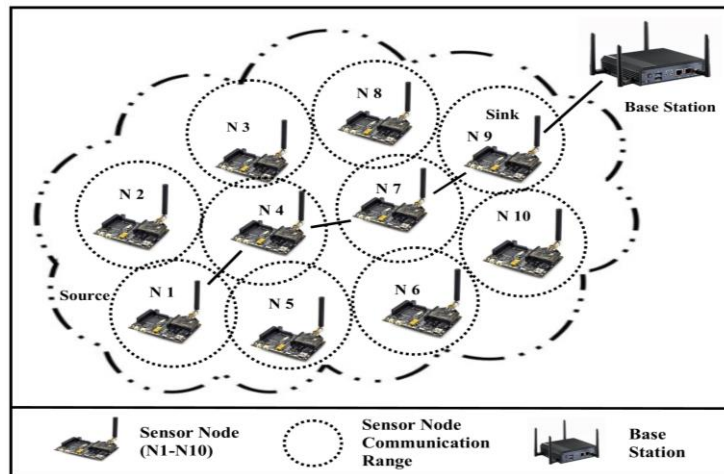 N 8
Base Station
N 3
Sink
N 9
N 2
N 4
N 7
N 10
Source
N 1
N 5
N 6
Sensor Node
(N1-N10)
Sensor Node
Communication
Range
Base
Station